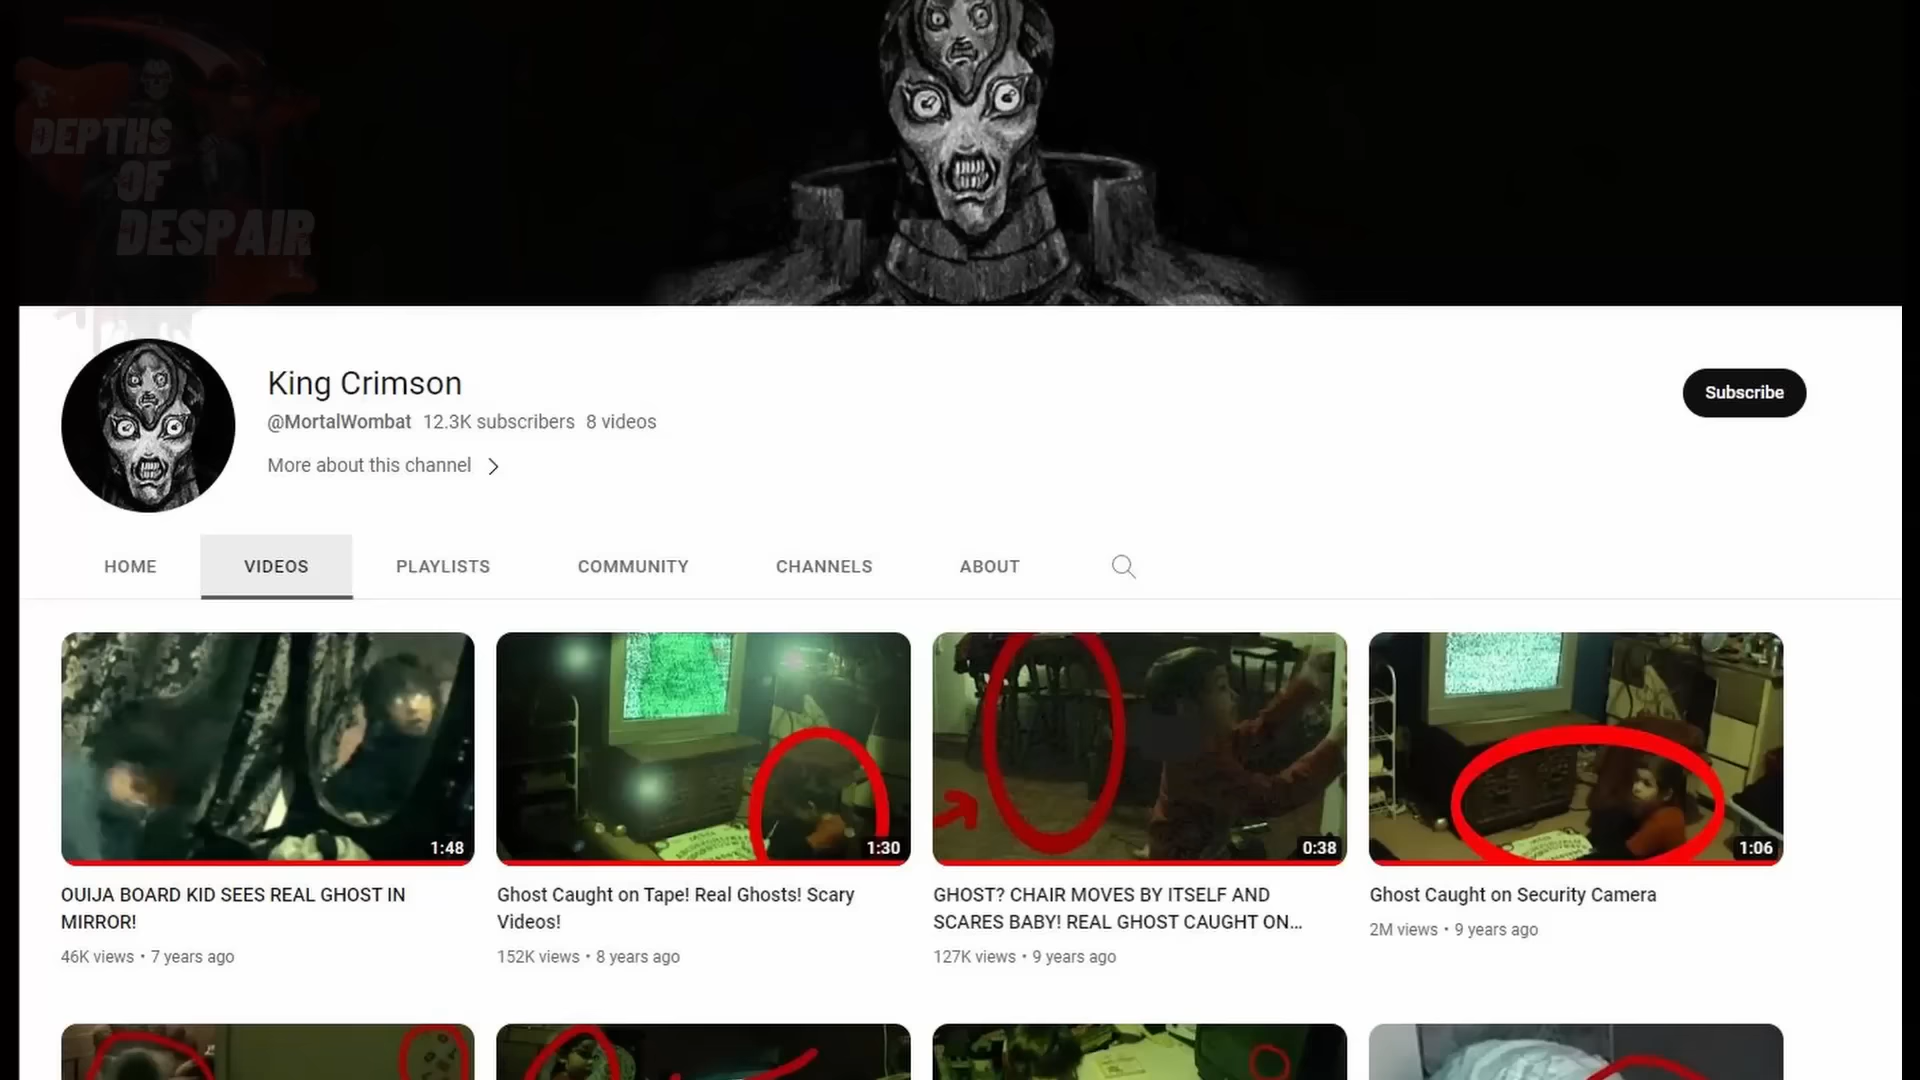 DEPTHS
OF
DESPAIR
King Crimson
@MortalWombat 12.3K subscribers 8 videos
More about this channel
Subscribe
HOME VIDEOS PLAYLISTS COMMUNITY CHANNELS ABOUT
1:48
1:30
0:38
1:06
OUIJA BOARD KID SEES REAL GHOST IN
MIRROR!
46K views • 7 years ago
Ghost Caught on Tape! Real Ghosts! Scary
Videos!
152K views • 8 years ago
GHOST? CHAIR MOVES BY ITSELF AND
SCARES BABY! REAL GHOST CAUGHT ON...
127K views • 9 years ago
Ghost Caught on Security Camera
2M views • 9 years ago